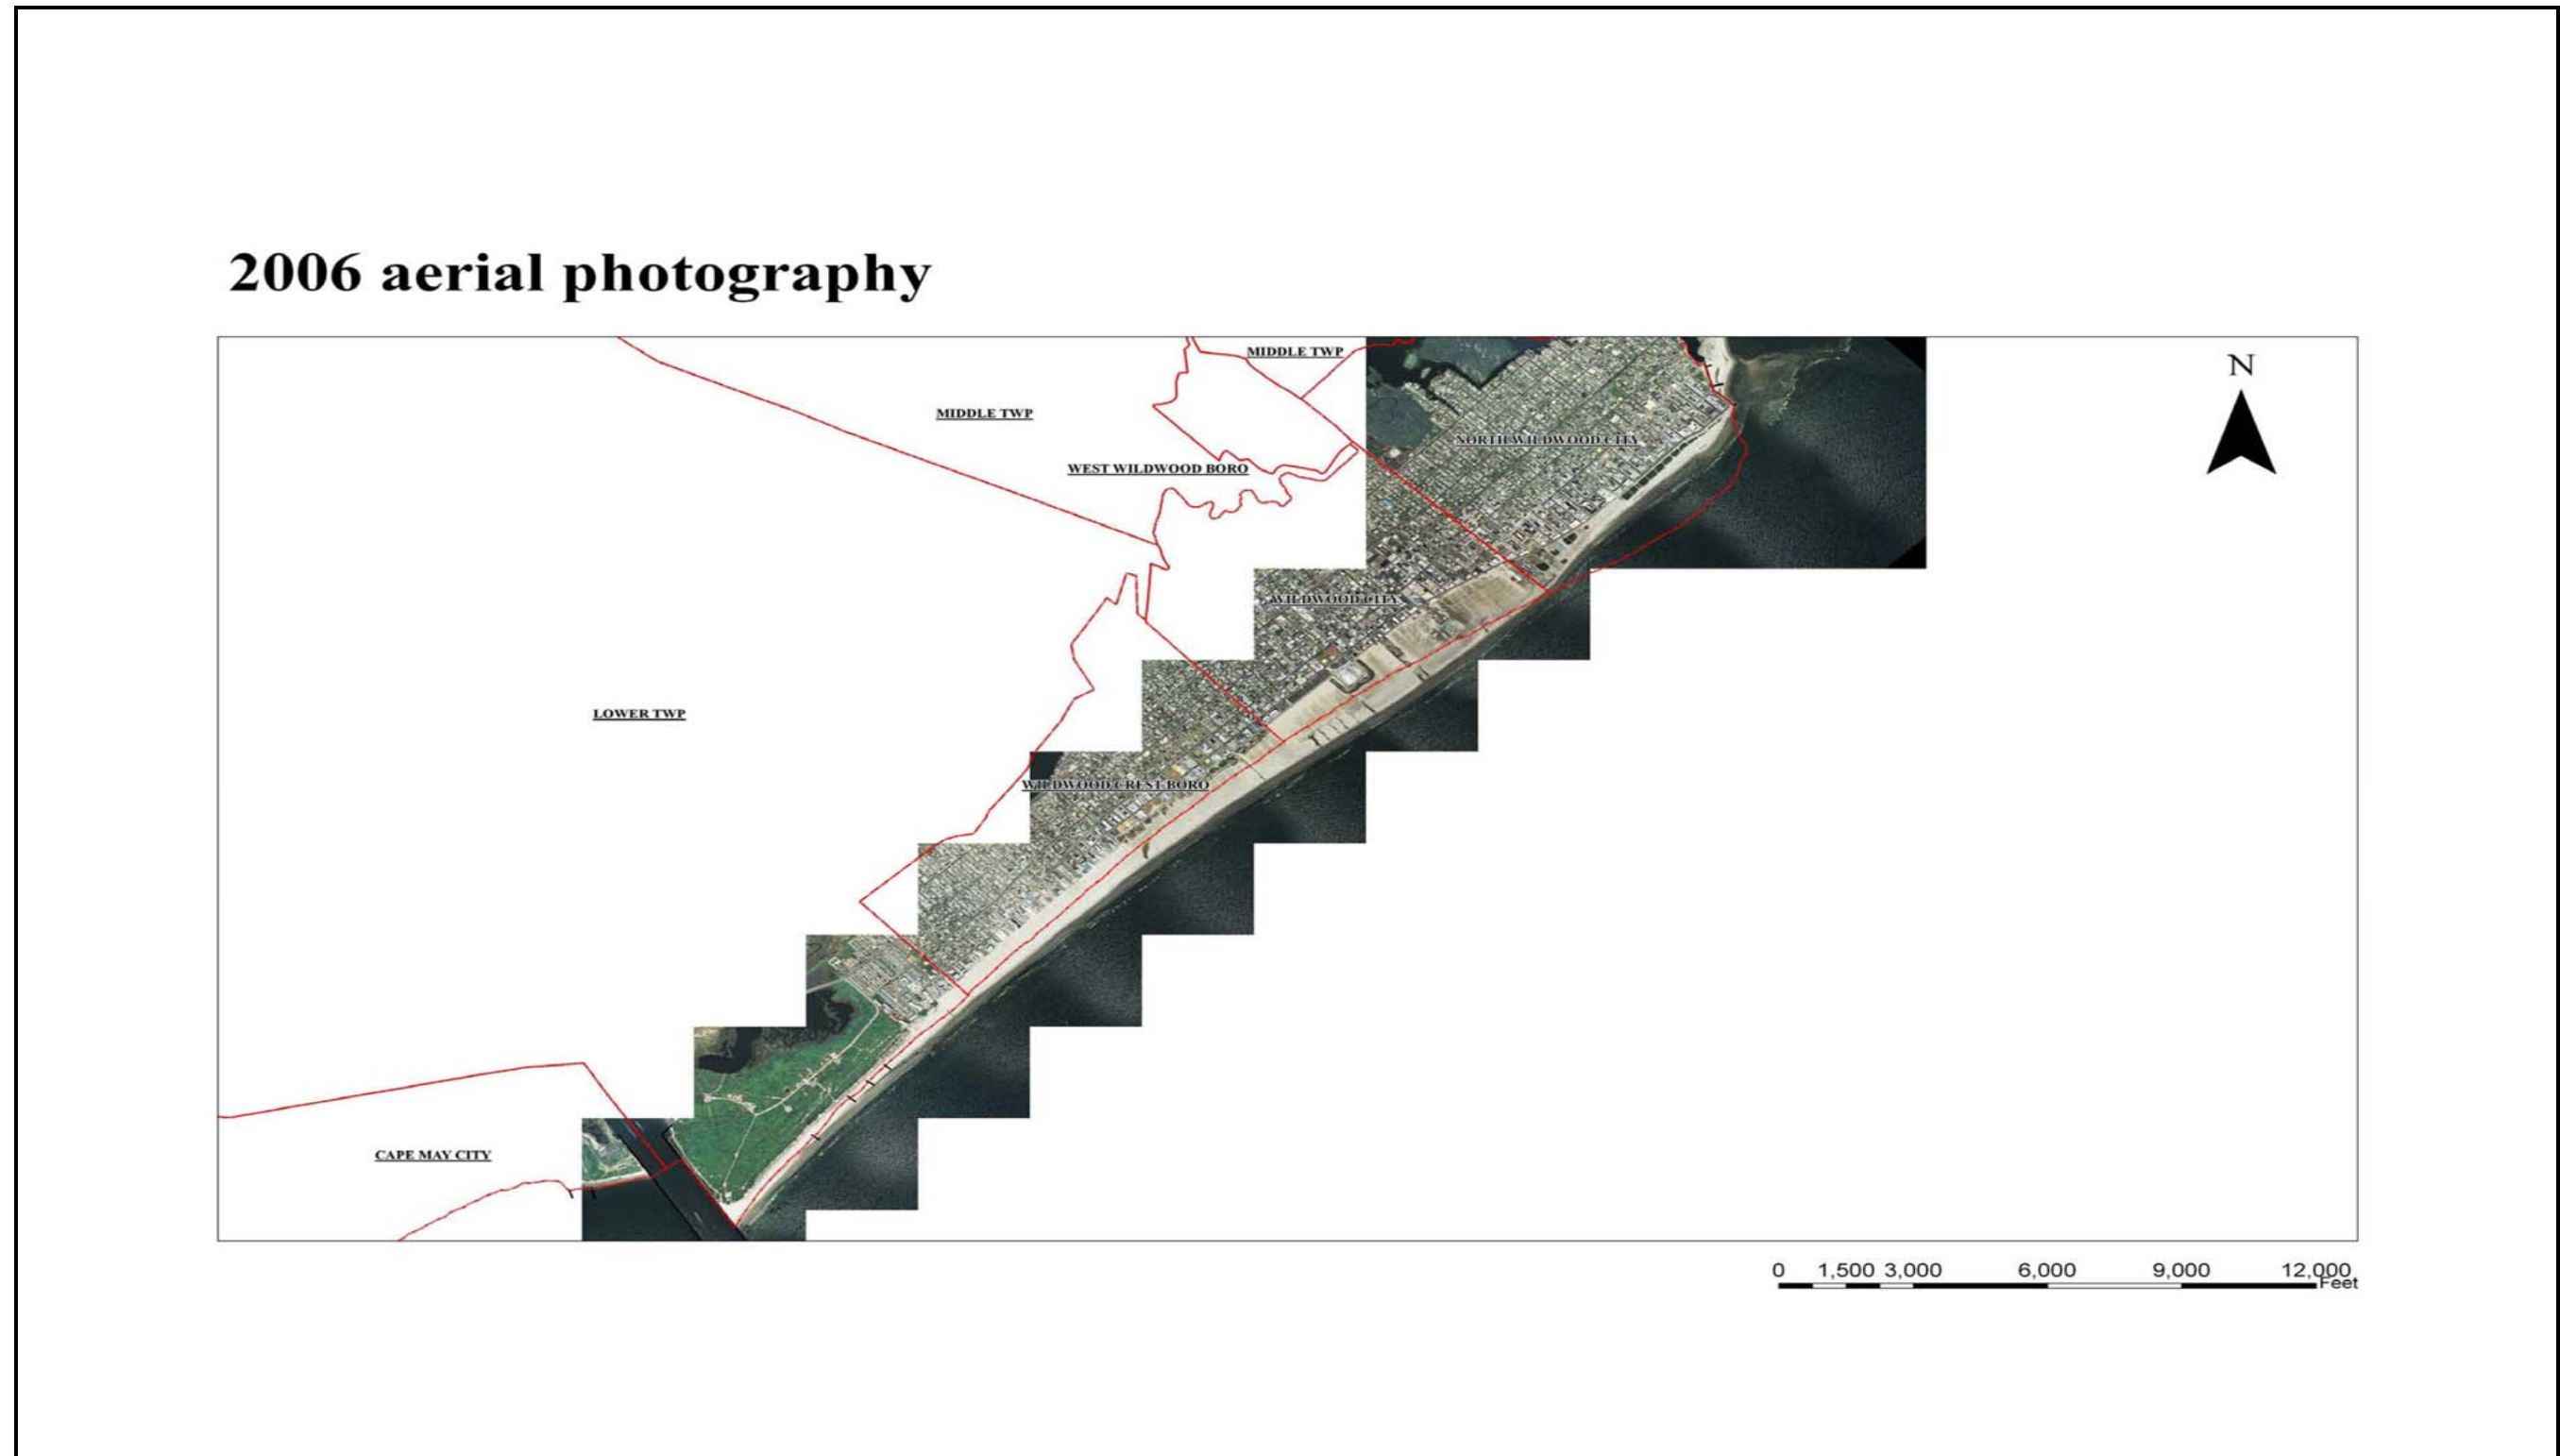 2006 aerial photography
MIDDLE TWP
N
MIDDLE TWP
NORTH WILDWOOD CITY
WEST WILDWOOD BORO
WILDWOOD CITY
LOWER TWP
WILDWOOD CREST BORO
CAPE MAY CITY
0 1,500 3,000 6,000 9,000 12,000
Feet